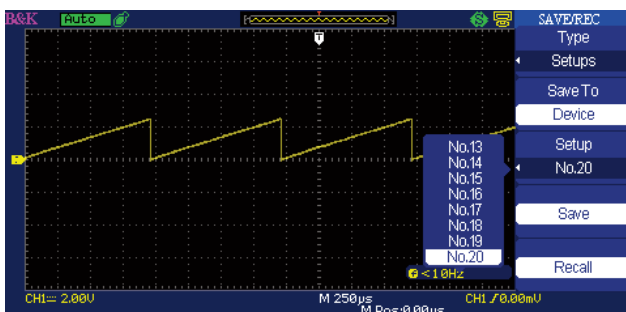 B&K Auto SAVE/REC
T
Type
Setups
Save To
Device
Setup
No.20
Save
Recall
No.13
No.14
No.15
No.16
No.17
No.18
No.19
No.20
<10Hz
CH1 2.00V M 250μs CH1 0.00mV
M Pos:0.00μs